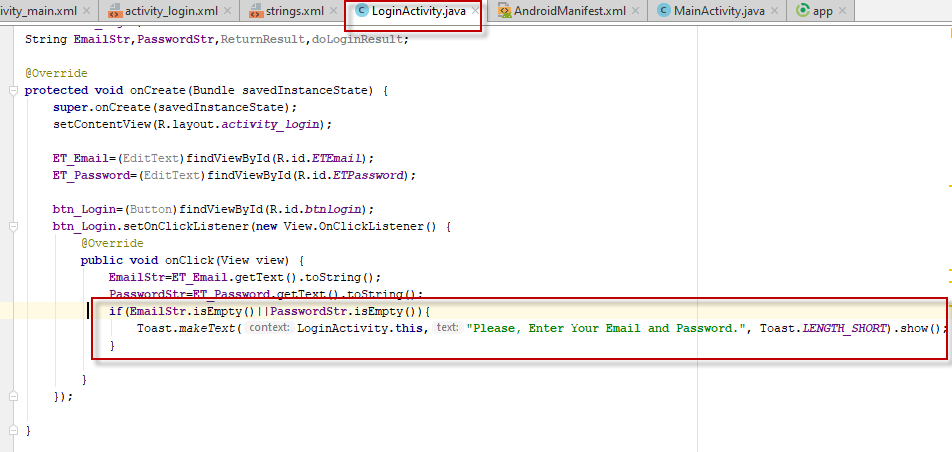 ivity_main.xml × activity_login.xml × strings.xml × LoginActivity.java × AndroidManifest.xml × MainActivity.java × app ×
String EmailStr,PasswordStr,ReturnResult,doLoginResult;
@Override
protected void onCreate(Bundle savedInstanceState) {
super.onCreate(savedInstanceState);
setContentView(R.layout.activity_login);
ET_Email=(EditText)findViewById(R.id.ETEmail);
ET_Password=(EditText)findViewById(R.id.ETPassword);
btn_Login=(Button)findViewById(R.id.btnlogin);
btn_Login.setOnClickListener(new View.OnClickListener() {
@Override
public void onClick(View view) {
EmailStr=ET_Email.getText().toString();
PasswordStr=ET_Password.getText().toString();
if(EmailStr.isEmpty()||PasswordStr.isEmpty()){
Toast.makeText( context: LoginActivity.this, text: "Please, Enter Your Email and Password.", Toast.LENGTH_SHORT).show();
}
}
});
}